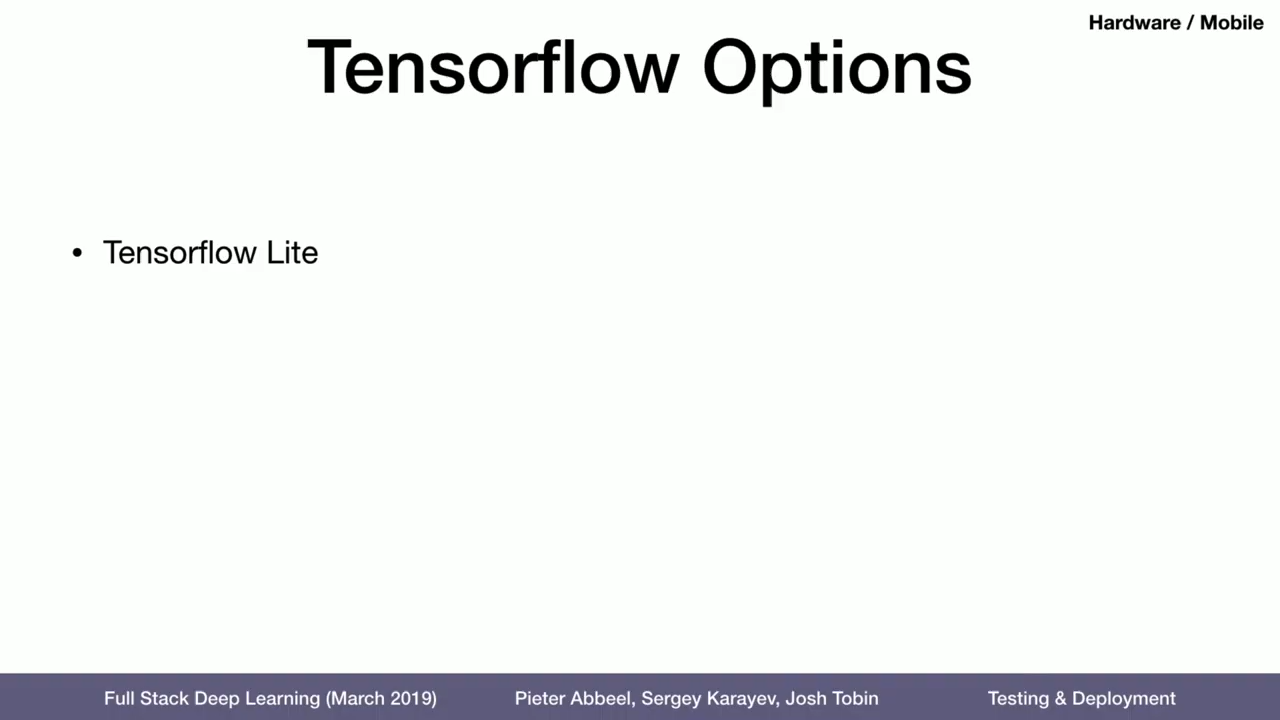 Hardware / Mobile
Tensorflow Options
• Tensorflow Lite
Full Stack Deep Learning (March 2019) Pieter Abbeel, Sergey Karayev, Josh Tobin Testing & Deployment